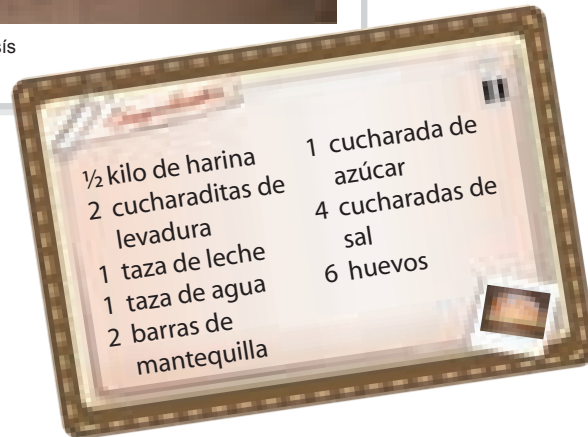 sís
½ kilo de harina
2 cucharaditas de
levadura
1 taza de leche
1 taza de agua
2 barras de
mantequilla
1 cucharada de
azúcar
4 cucharadas de
sal
6 huevos